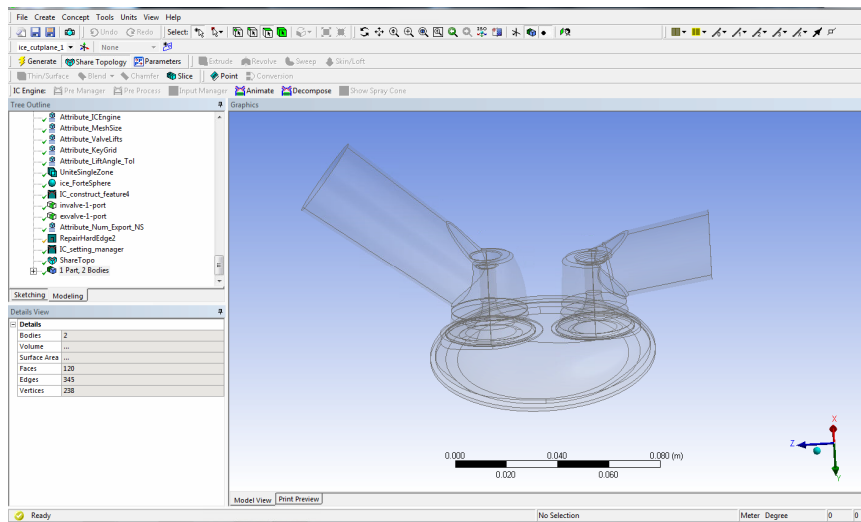 File Create Concept Tools Units View Help
Undo Redo Select:
ice_cutplane_1 None
Generate Share Topology Parameters Extrude Revolve Sweep Skin/Loft
Thin/Surface Blend Chamfer Slice Point Conversion
IC Engine: Pre Manager Pre Process Input Manager Animate Decompose Show Spray Cone
Tree Outline
Graphics
Attribute_ICEngine
Attribute_MeshSize
Attribute_ValveLifts
Attribute_KeyGrid
Attribute_LiftAngle_Tol
UniteSingleZone
ice_ForteSphere
IC_construct_feature4
invalve-1-port
exvalve-1-port
Attribute_Num_Export_NS
RepairHardEdge2
IC_setting_manager
ShareTopo
1 Part, 2 Bodies
Sketching Modeling
Details View
Details
Bodies 2
Volume ...
Surface Area ...
Faces 120
Edges 345
Vertices 238
0.000 0.040 0.080 (m)
0.020 0.060
X
Z
Y
Model View Print Preview
Ready No Selection Meter Degree 0 0